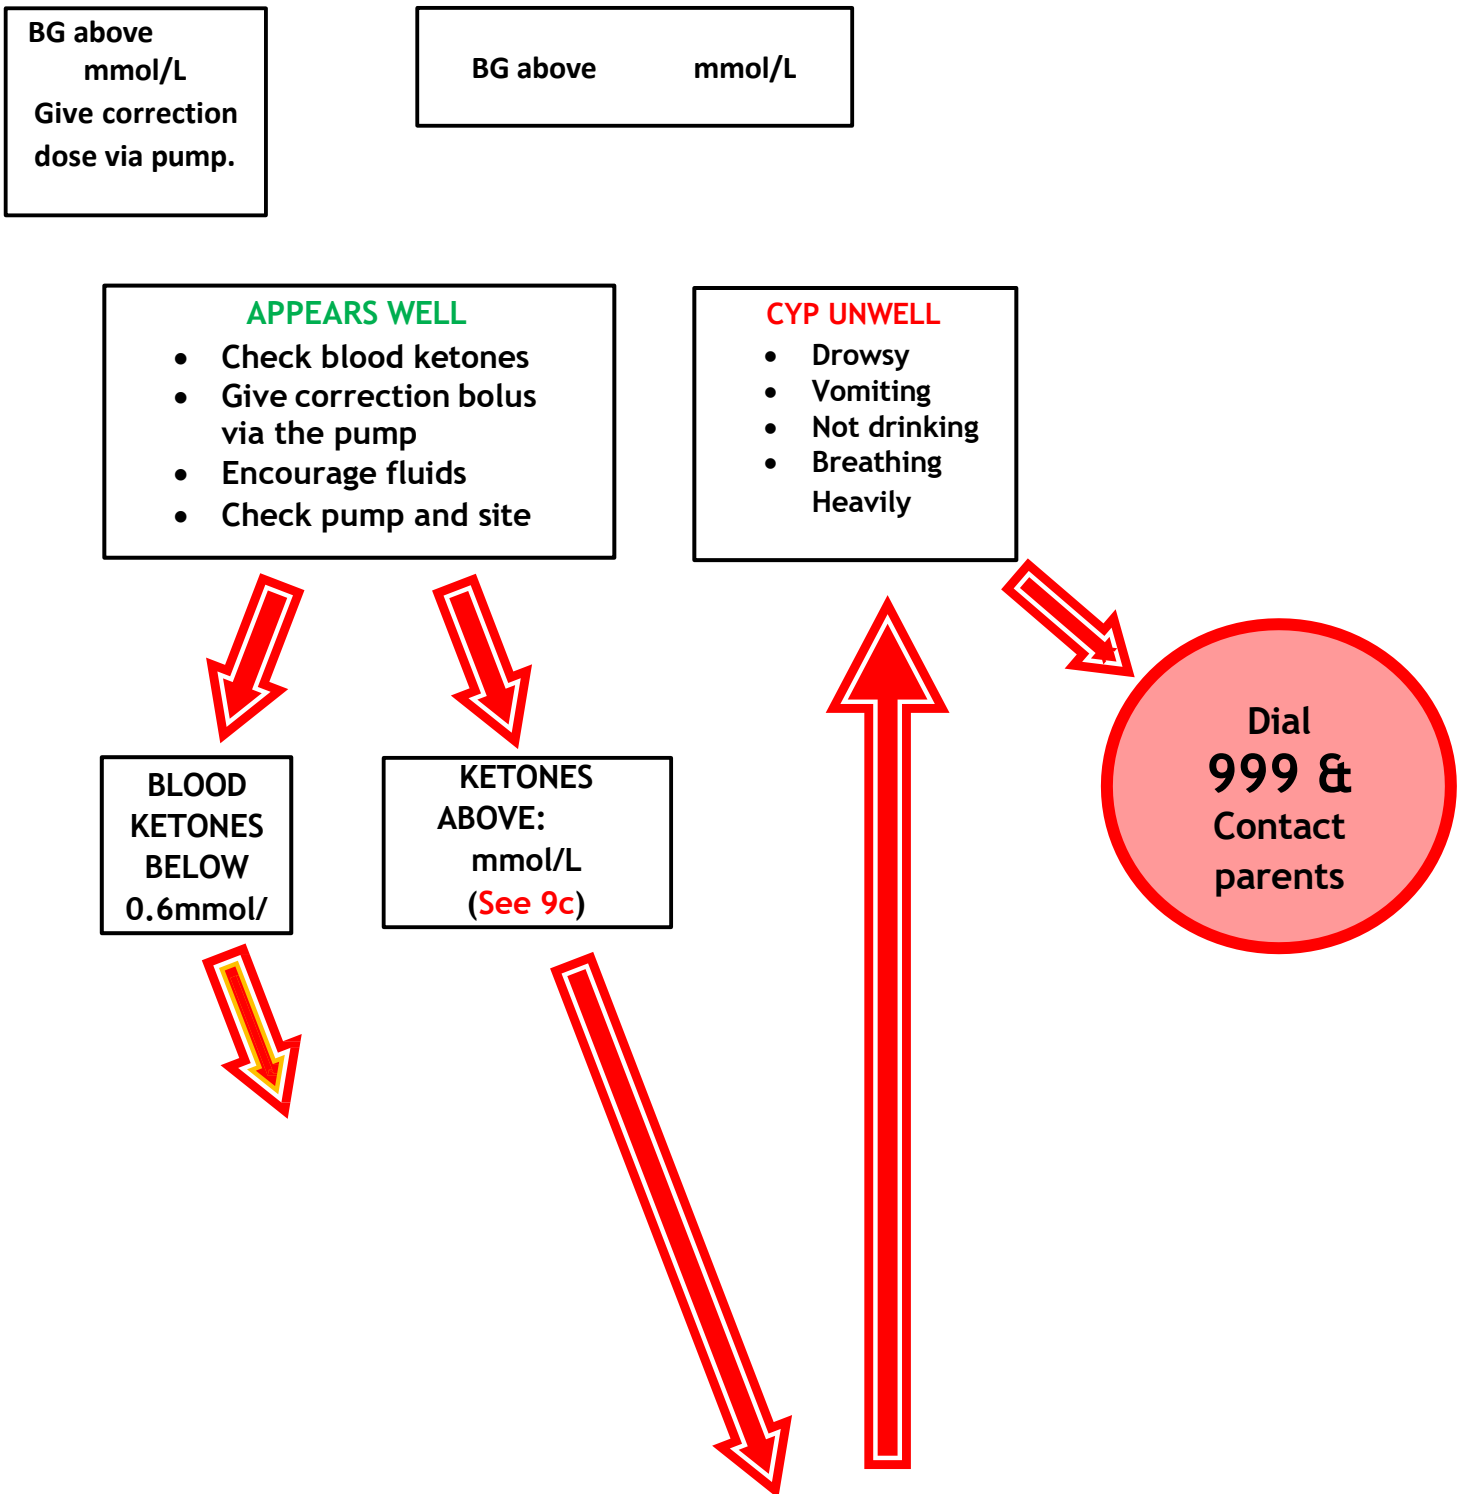 BG above
mmol/L
Give correction
dose via pump.
BG above mmol/L
APPEARS WELL
• Check blood ketones
• Give correction bolus
via the pump
• Encourage fluids
• Check pump and site
CYP UNWELL
• Drowsy
• Vomiting
• Not drinking
• Breathing
Heavily
Dial
999 &
Contact
parents
BLOOD
KETONES
BELOW
0.6mmol/
KETONES
ABOVE:
mmol/L
(See 9c)